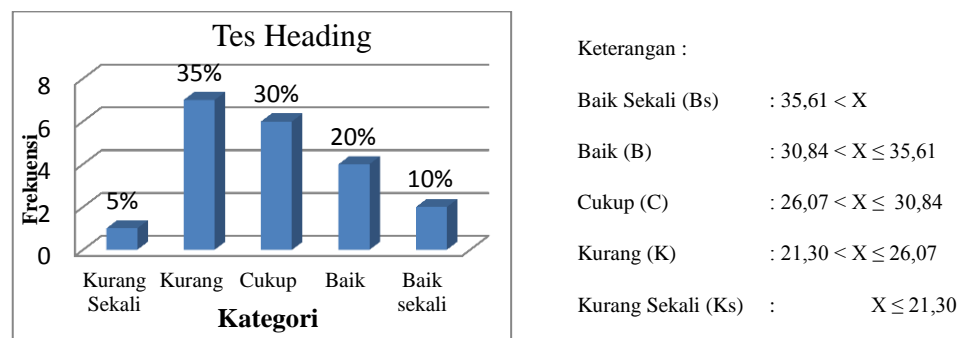 Tes Heading
8
6
4
2
0
Frekuensi
5%
35%
30%
20%
10%
Kurang Sekali
Kurang
Cukup
Baik
Baik sekali
Kategori
Keterangan :
Baik Sekali (Bs) : 35,61 < X
Baik (B) : 30,84 < X ≤ 35,61
Cukup (C) : 26,07 < X ≤ 30,84
Kurang (K) : 21,30 < X ≤ 26,07
Kurang Sekali (Ks) : X ≤ 21,30